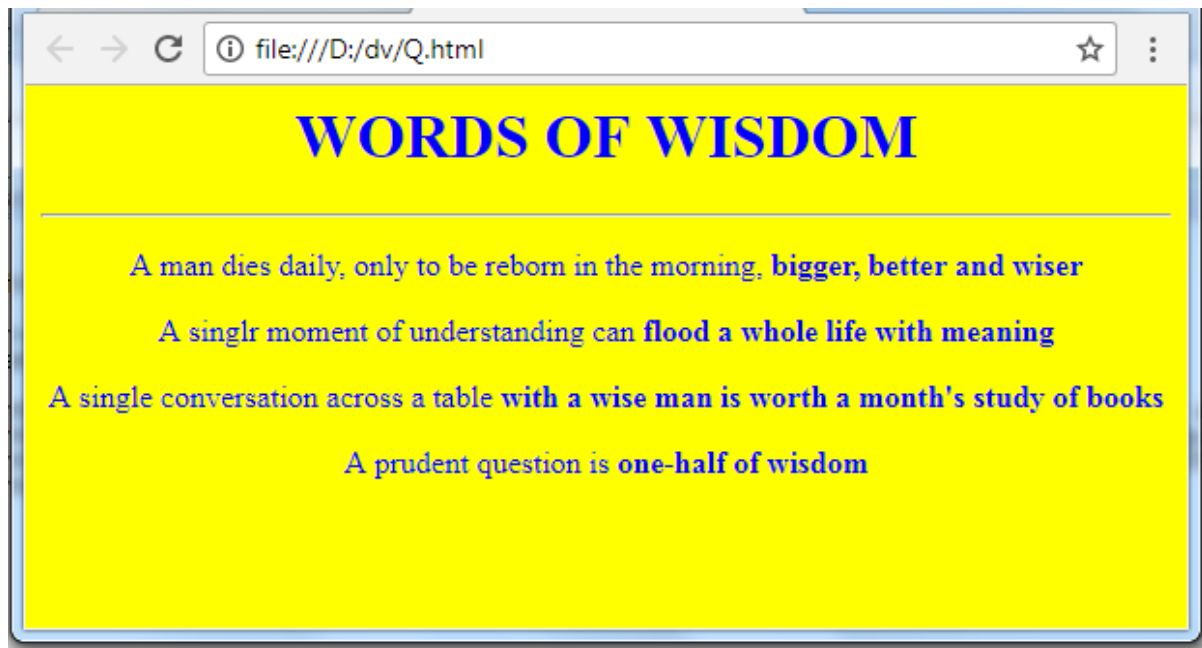 file:///D:/dv/Q.html
WORDS OF WISDOM
A man dies daily, only to be reborn in the morning, bigger, better and wiser
A singlr moment of understanding can flood a whole life with meaning
A single conversation across a table with a wise man is worth a month's study of books
A prudent question is one-half of wisdom